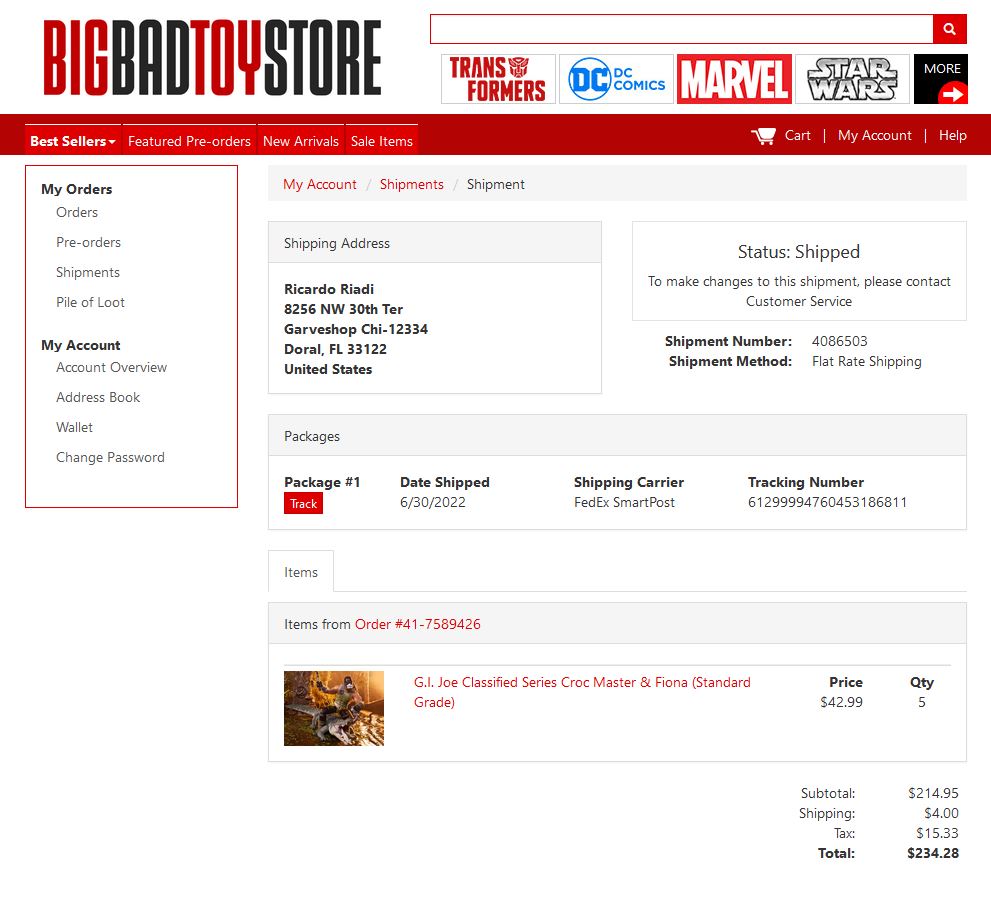 BIGBADTOYSTORE
TRANSFORMERS
DC DC COMICS
MARVEL
STAR WARS
MORE
Best Sellers
Featured Pre-orders
New Arrivals
Sale Items
Cart | My Account | Help
My Orders
Orders
Pre-orders
Shipments
Pile of Loot
My Account
Account Overview
Address Book
Wallet
Change Password
My Account / Shipments / Shipment
Shipping Address
Ricardo Riadi
8256 NW 30th Ter
Garveshop Chi-12334
Doral, FL 33122
United States
Status: Shipped
To make changes to this shipment, please contact
Customer Service
Shipment Number: 4086503
Shipment Method: Flat Rate Shipping
Packages
Package #1 Date Shipped Shipping Carrier Tracking Number
Track 6/30/2022 FedEx SmartPost 61299994760453186811
Items
Items from Order #41-7589426
G.I. Joe Classified Series Croc Master & Fiona (Standard Price Qty
Grade) $42.99 5
Subtotal: $214.95
Shipping: $4.00
Tax: $15.33
Total: $234.28